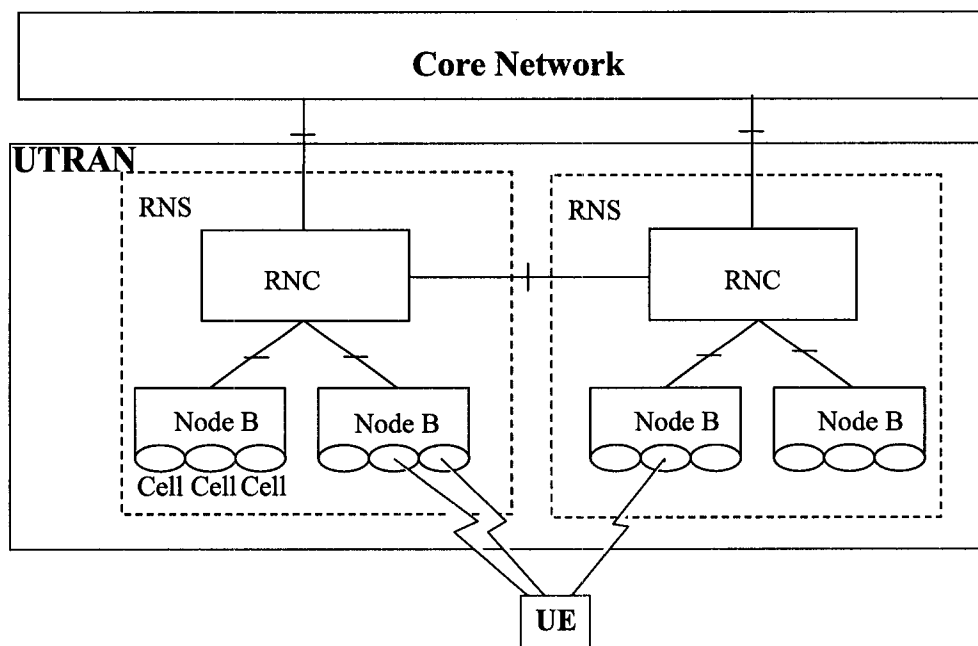 Core Network
UTRAN
RNS
RNS
RNC
RNC
Node B
Node B
Node B
Node B
Cell Cell Cell
UE